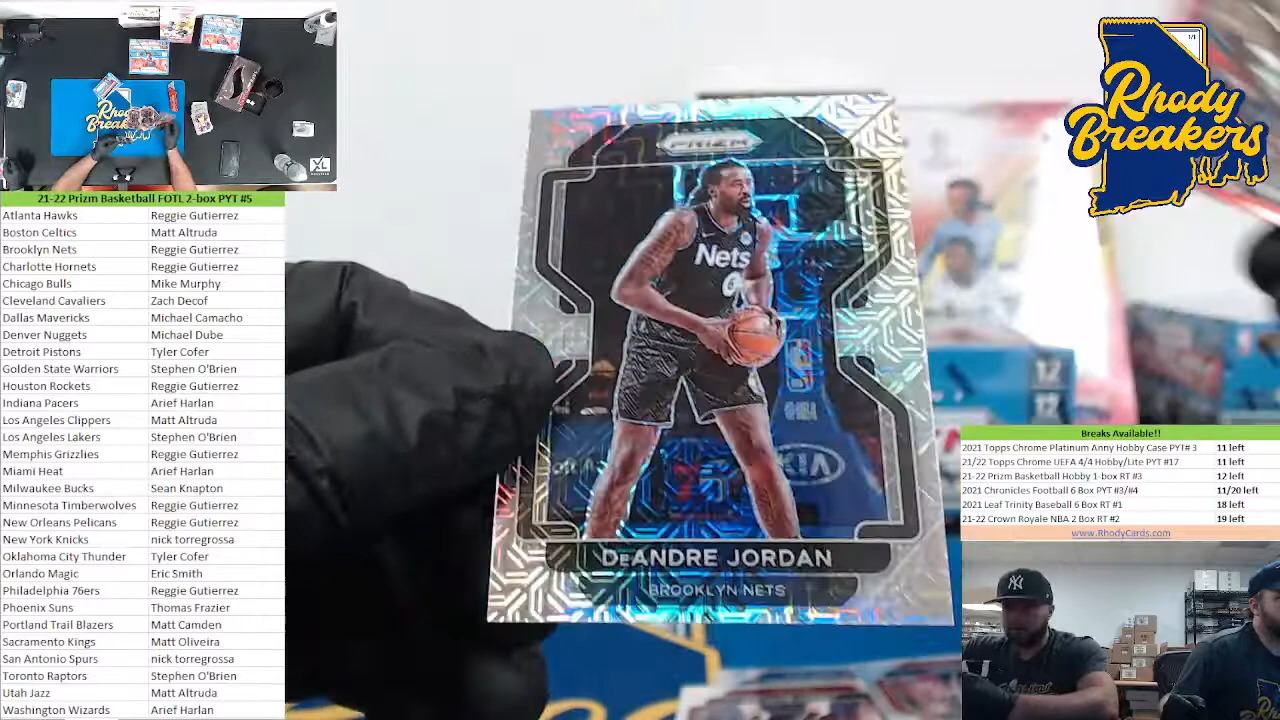 -22 Prizm Basketball FOTL 2-box PYT #5
Atlanta Hawks Reggie Gutierrez
Boston Celtics Matt Altruda
Brooklyn Nets Reggie Gutierrez
Charlotte Hornets Reggie Gutierrez
Chicago Bulls Mike Murphy
Cleveland Cavaliers Zach Decof
Dallas Mavericks Michael Camacho
Denver Nuggets Michael Dube
Detroit Pistons Tyler Cofer
Golden State Warriors Stephen O'Brien
Houston Rockets Reggie Gutierrez
Indiana Pacers Arief Harlan
Los Angeles Clippers Matt Altruda
Los Angeles Lakers Stephen O'Brien
Memphis Grizzlies Reggie Gutierrez
Miami Heat Arief Harlan
Milwaukee Bucks Sean Knapton
Minnesota Timberwolves Reggie Gutierrez
New Orleans Pelicans Reggie Gutierrez
New York Knicks nick torregrossa
Oklahoma City Thunder Tyler Cofer
Orlando Magic Eric Smith
Philadelphia 76ers Reggie Gutierrez
Phoenix Suns Thomas Frazier
Portland Trail Blazers Matt Camden
Sacramento Kings Matt Oliveira
San Antonio Spurs nick torregrossa
Toronto Raptors Stephen O'Brien
Utah Jazz Matt Altruda
Washington Wizards Arief Harlan
PRIZM
Nets
KIA
DeANDRE JORDAN
BROOKLYN NETS
12
12
1/1
Rhody
Breakers
Breaks Available!!
2021 Topps Chrome Platinum Anny Hobby Case PYT# 3 11 left
21/22 Topps Chrome UEFA 4/4 Hobby/Lite PYT #17 11 left
21-22 Prizm Basketball Hobby 1-box RT #3 12 left
2021 Chronicles Football 6 Box PYT #3/#4 11/20 left
2021 Leaf Trinity Baseball 6 Box RT #1 18 left
21-22 Crown Royale NBA 2 Box RT #2 19 left
www.RhodyCards.com